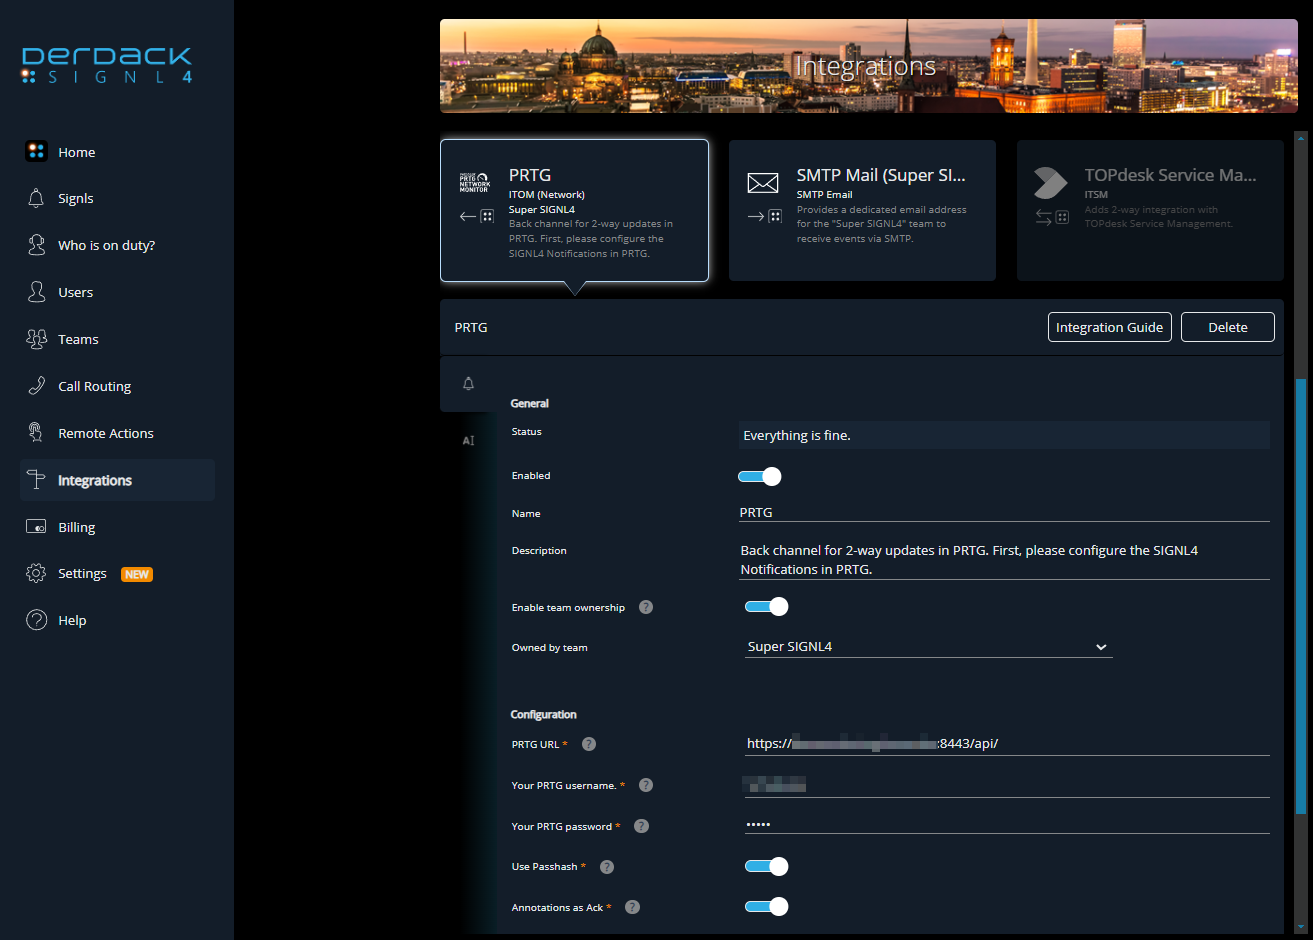 DERDACK
SIGNL4
Home
Signls
Who is on duty?
Users
Teams
Call Routing
Remote Actions
Integrations
Billing
Settings NEW
Help
Integrations
PRTG
NETWORK
MONITOR
PRTG
ITOM (Network)
Super SIGNL4
Back channel for 2-way updates in
PRTG. First, please configure the
SIGNL4 Notifications in PRTG.
SMTP Mail (Super SI...
SMTP Email
Provides a dedicated email address
for the "Super SIGNL4" team to
receive events via SMTP.
TOPdesk Service Ma...
ITSM
Adds 2-way integration with
TOPdesk Service Management.
PRTG
Integration Guide
Delete
AI
General
Status
Everything is fine.
Enabled
Name
PRTG
Description
Back channel for 2-way updates in PRTG. First, please configure the SIGNL4
Notifications in PRTG.
Enable team ownership ?
Owned by team
Super SIGNL4
Configuration
PRTG URL * ?
https:// :8443/api/
Your PRTG username. * ?
Your PRTG password * ?
•••••
Use Passhash * ?
Annotations as Ack * ?